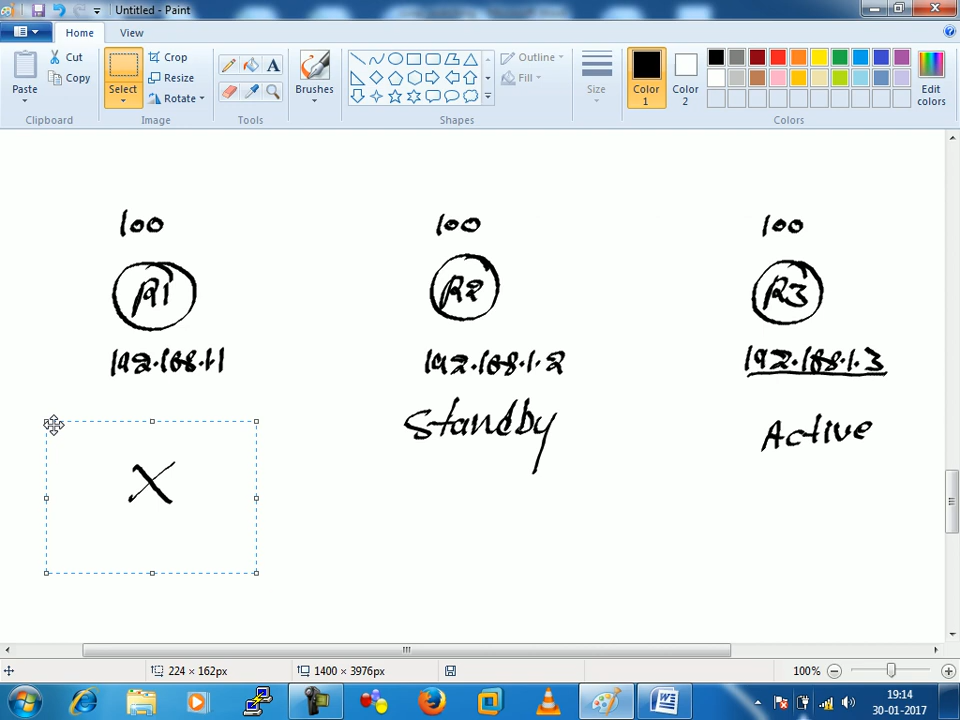 Untitled - Paint
Home
View
Paste
Cut
Copy
Clipboard
Select
Crop
Resize
Rotate
Image
Tools
Brushes
Shapes
Outline
Fill
Size
Color 1
Color 2
Edit colors
Colors
100
100
100
R1
R2
R3
192.168.11
192.168.1.2
192.168.1.3
Standby
Active
X
224 × 162px
1400 × 3976px
100%
19:14
30-01-2017